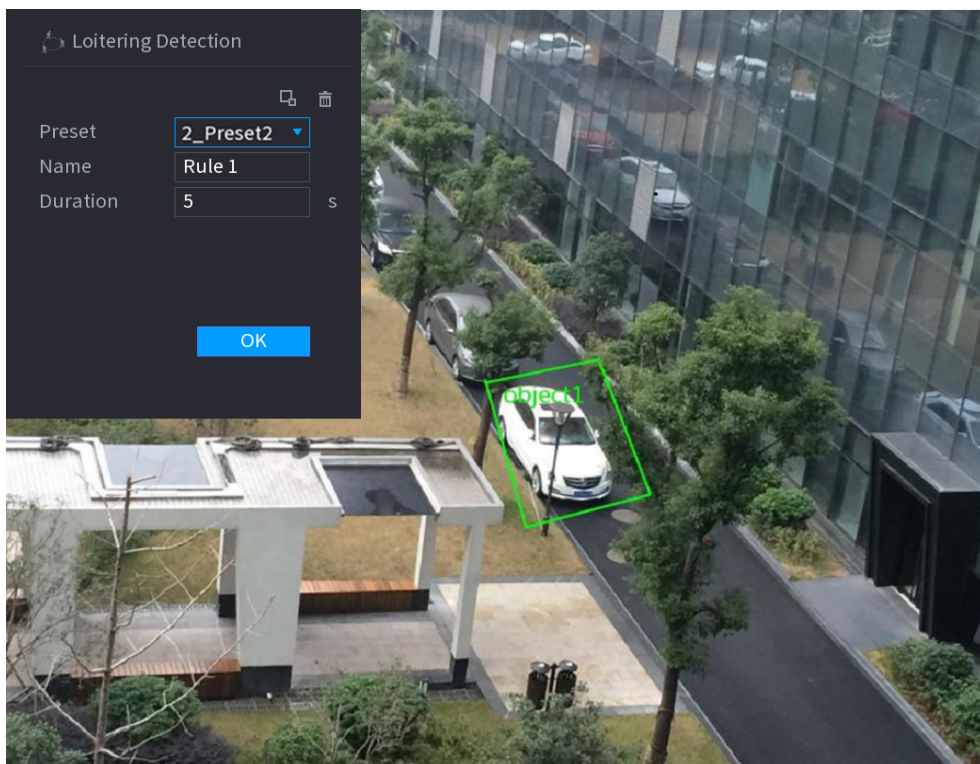 Loitering Detection
Preset 2_Preset2
Name Rule 1
Duration 5 s
OK
object1